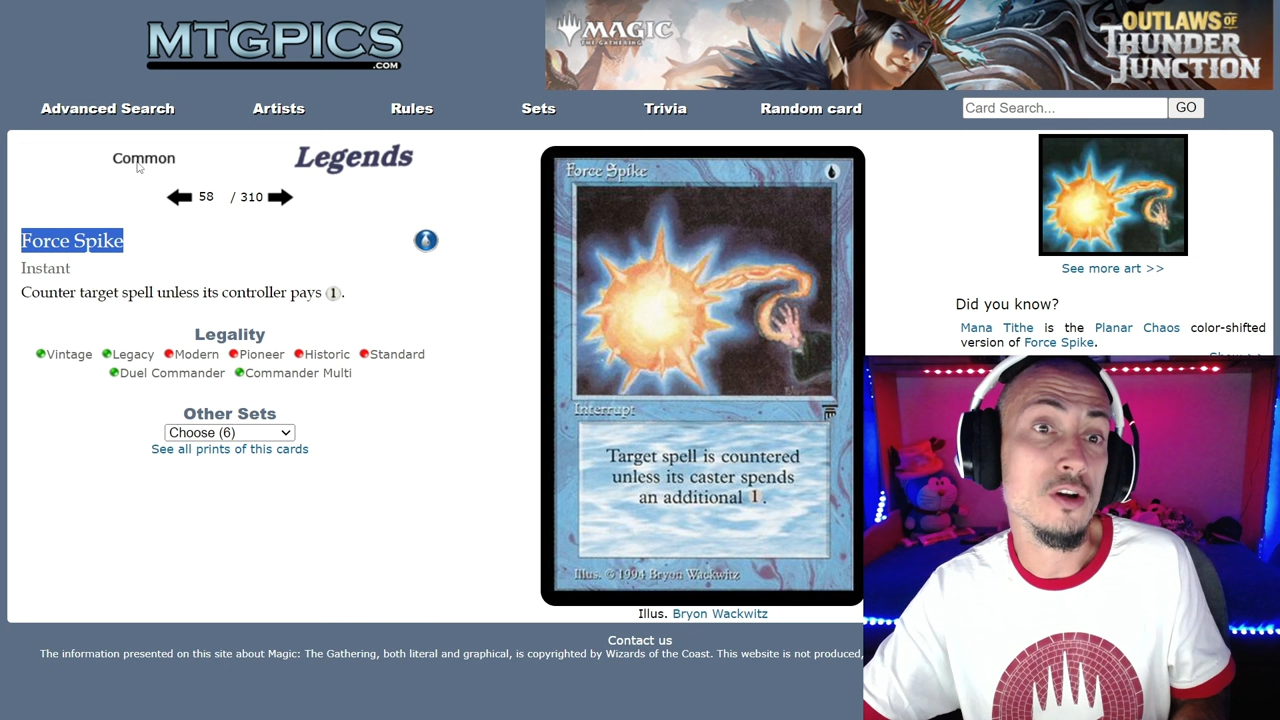 MTGPICS
.COM
MAGIC
THE GATHERING
OUTLAWS OF
THUNDER
JUNCTION
Advanced Search
Artists
Rules
Sets
Trivia
Random card
Card Search...
GO
Common
Legends
58 / 310
Force Spike
Instant
Counter target spell unless its controller pays 1.
Legality
Vintage Legacy Modern Pioneer Historic Standard
Duel Commander Commander Multi
Other Sets
Choose (6)
See all prints of this cards
Force Spike
Interrupt
Target spell is countered
unless its caster spends
an additional 1.
Illus. © 1994 Bryon Wackwitz
Illus. Bryon Wackwitz
See more art >>
Did you know?
Mana Tithe is the Planar Chaos color-shifted
version of Force Spike.
Contact us
The information presented on this site about Magic: The Gathering, both literal and graphical, is copyrighted by Wizards of the Coast. This website is not produced,